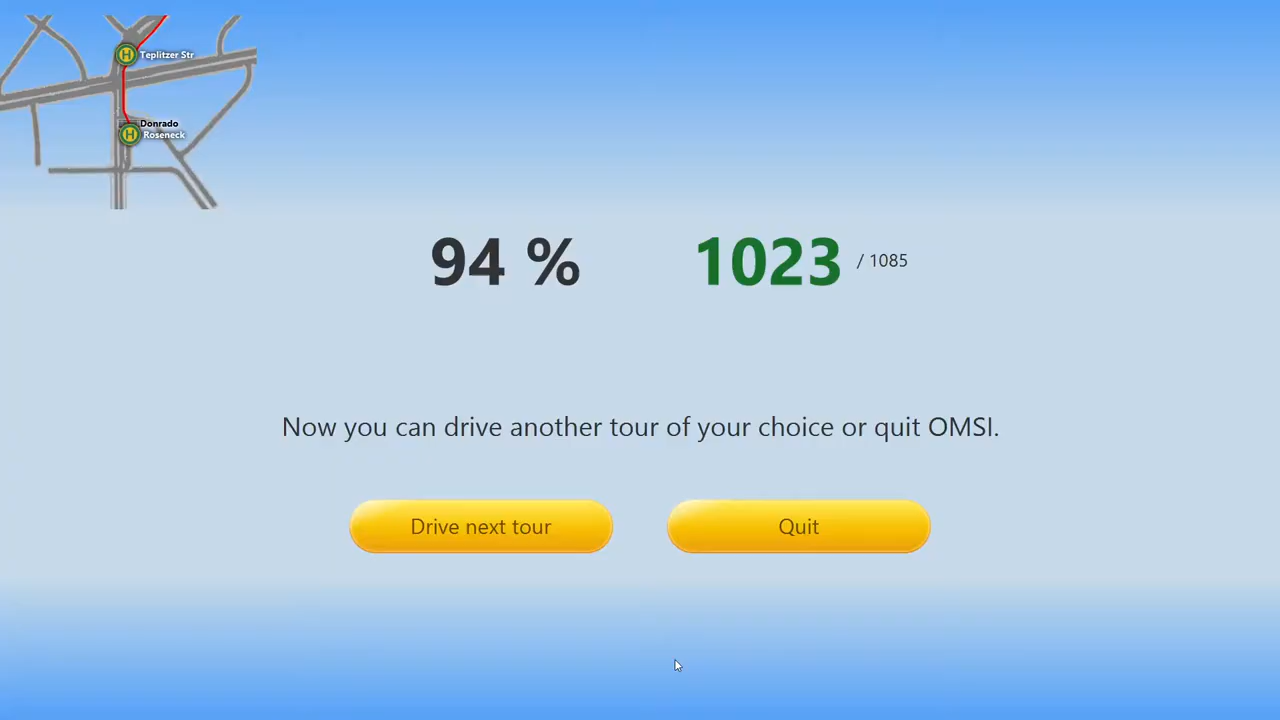 H Teplitzer Str
Donrado
H Roseneck
94 % 1023 / 1085
Now you can drive another tour of your choice or quit OMSI.
Drive next tour
Quit